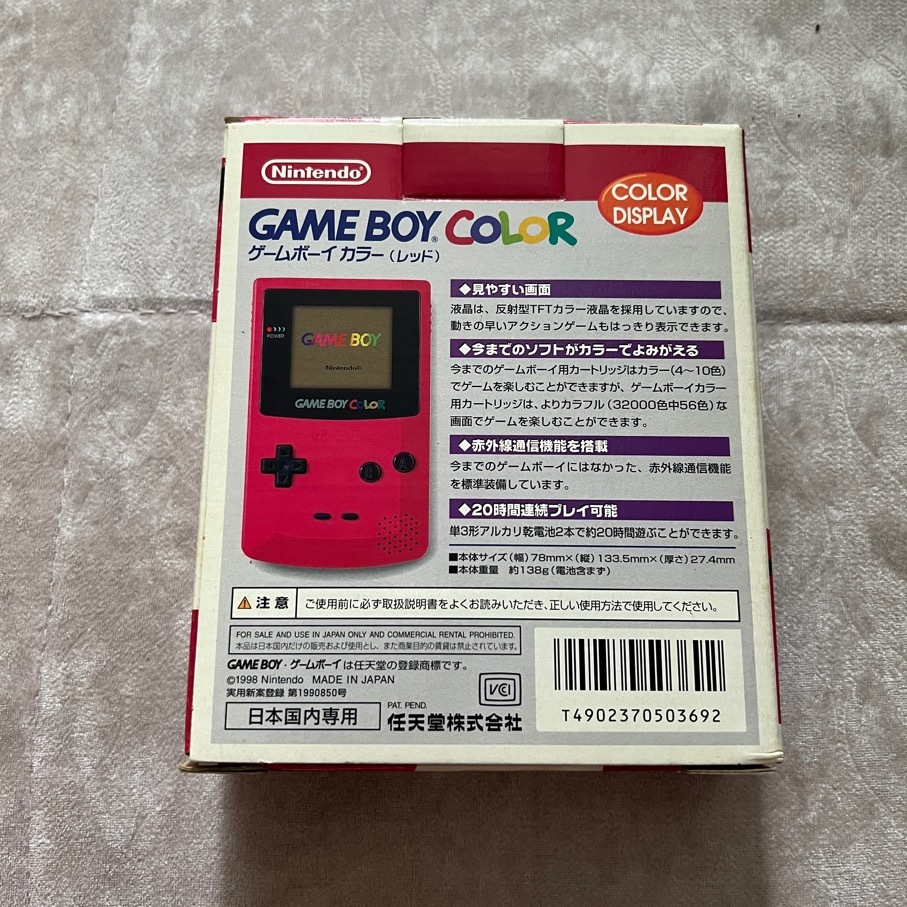 Nintendo®
COLOR
DISPLAY
GAME BOY® COLOR
ゲームボーイ カラー（レッド）
POWER
GAME BOY
Nintendo®
GAME BOY COLOR
B
A
◆見やすい画面
液晶は、反射型TFTカラー液晶を採用していますので、
動きの早いアクションゲームもはっきり表示できます。
◆今までのソフトがカラーでよみがえる
今までのゲームボーイ用カートリッジはカラー（4〜10色）
でゲームを楽しむことができますが、ゲームボーイカラー
用カートリッジは、よりカラフル（32000色中56色）な
画面でゲームを楽しむことができます。
◆赤外線通信機能を搭載
今までのゲームボーイにはなかった、赤外線通信機能
を標準装備しています。
◆20時間連続プレイ可能
単3形アルカリ乾電池2本で約20時間遊ぶことができます。
■本体サイズ（幅）78mm×（縦）133.5mm×（厚さ）27.4mm
■本体重量　約138g（電池含まず）
⚠注意 ご使用前に必ず取扱説明書をよくお読みいただき、正しい使用方法で使用してください。
FOR SALE AND USE IN JAPAN ONLY AND COMMERCIAL RENTAL PROHIBITED.
本品は日本国内だけの販売および使用とし、また商業目的の賃貸は禁止されています。
GAME BOY・ゲームボーイは任天堂の登録商標です。
©1998 Nintendo MADE IN JAPAN
実用新案登録 第1990850号
PAT. PEND.
VCI
日本国内専用
任天堂株式会社
T4902370503692